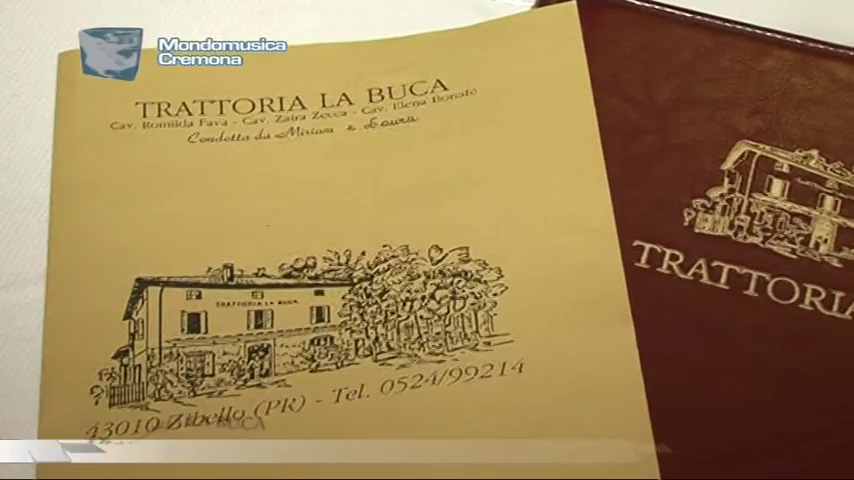 Mondomusica
Cremona
TRATTORIA LA BUCA
Cav. Romilda Fava - Cav. Zaira Zecca - Cav. Elena Bonafè
Condotta da Miriam e Laura
TRATTORIA LA BUCA
43010 Zibello (PR) - Tel. 0524/99214
BUCA
TRATTORIA